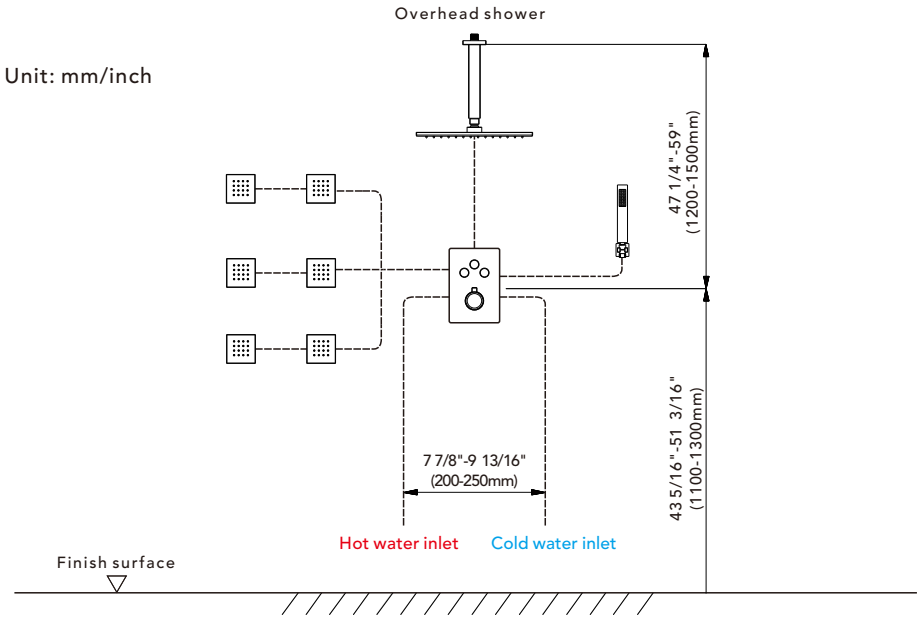 Overhead shower
Unit: mm/inch
47 1/4"-59"
(1200-1500mm)
7 7/8"-9 13/16"
(200-250mm)
43 5/16"-51 3/16"
(1100-1300mm)
Hot water inlet
Cold water inlet
Finish surface